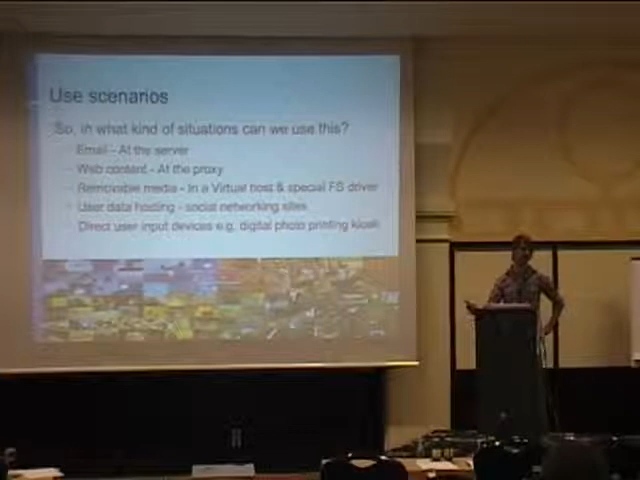 Use scenarios
So, in what kind of situations can we use this?
Email - At the server
Web content - At the proxy
Removable media - In a Virtual host & special FS driver
User data hosting - social networking sites
Direct user input devices e.g. digital photo printing kiosk